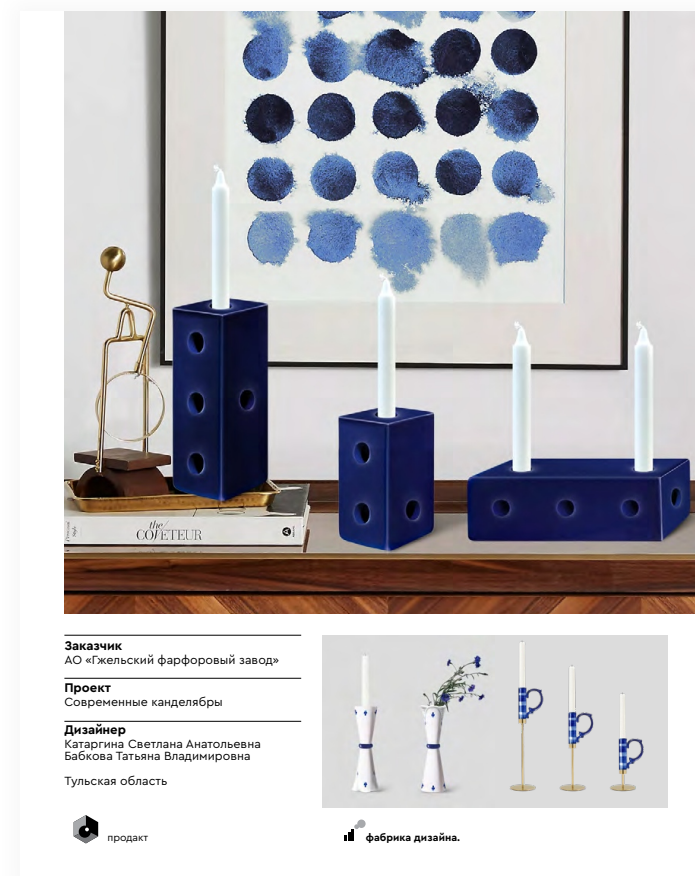 the
COVETEUR
Заказчик
АО «Гжельский фарфоровый завод»
Проект
Современные канделябры
Дизайнер
Катаргина Светлана Анатольевна
Бабкова Татьяна Владимировна
Тульская область
продакт
фабрика дизайна.